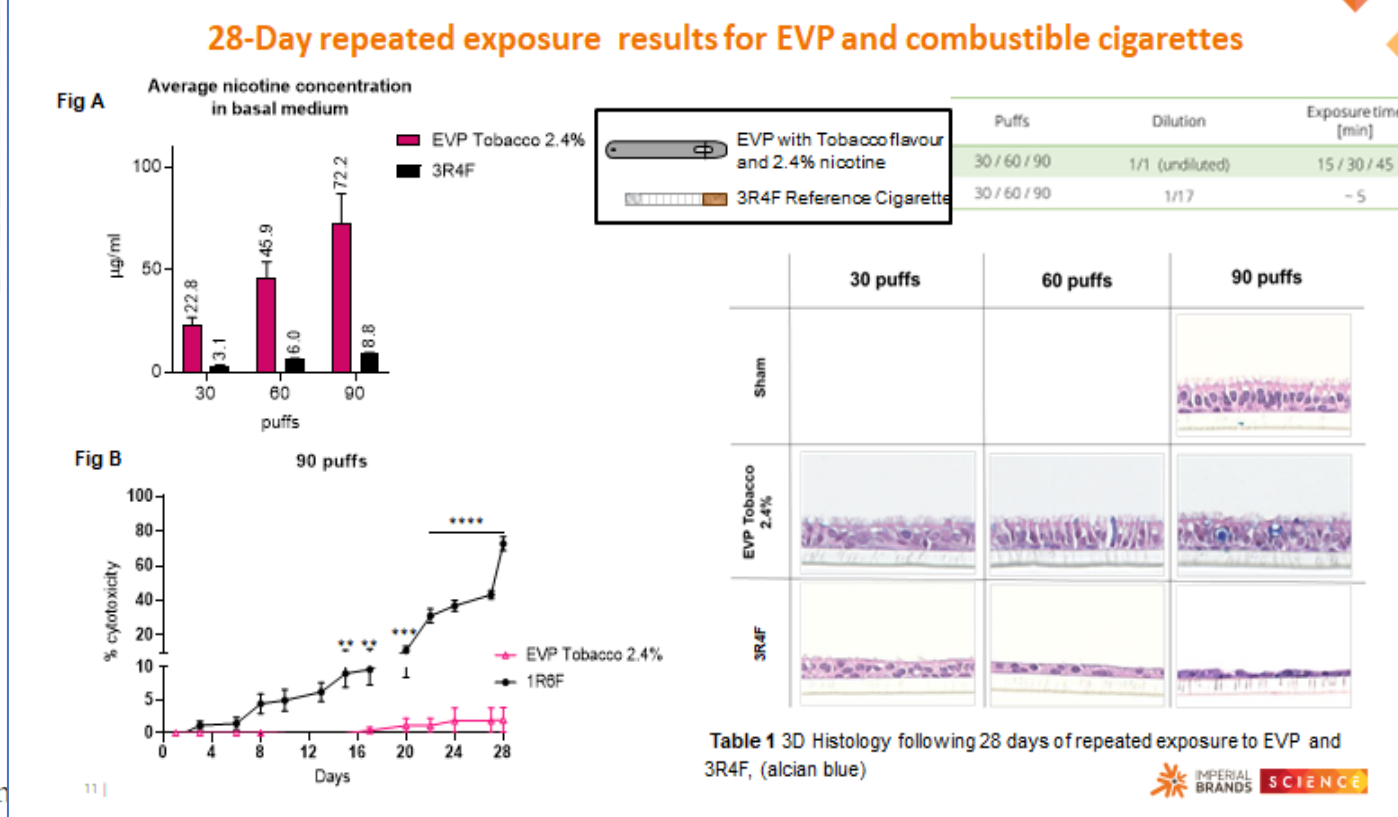 28-Day repeated exposure results for EVP and combustible cigarettes
Fig A
Average nicotine concentration
in basal medium
EVP Tobacco 2.4%
3R4F
µg/ml
100
50
0
22.8
3.1
45.9
6.0
72.2
8.8
30
60
90
puffs
EVP with Tobacco flavour
and 2.4% nicotine
3R4F Reference Cigarette
Puffs
Dilution
Exposure time
[min]
30 / 60 / 90
1/1 (undiluted)
15 / 30 / 45
30 / 60 / 90
1/17
~ 5
Fig B
90 puffs
% cytotoxicity
100
80
60
40
20
10
5
0
**
**
***
****
EVP Tobacco 2.4%
1R6F
0
4
8
12
16
20
24
28
Days
30 puffs
60 puffs
90 puffs
Sham
EVP Tobacco
2.4%
3R4F
Table 1 3D Histology following 28 days of repeated exposure to EVP and
3R4F, (alcian blue)
11 |
IMPERIAL
BRANDS
SCIENCE